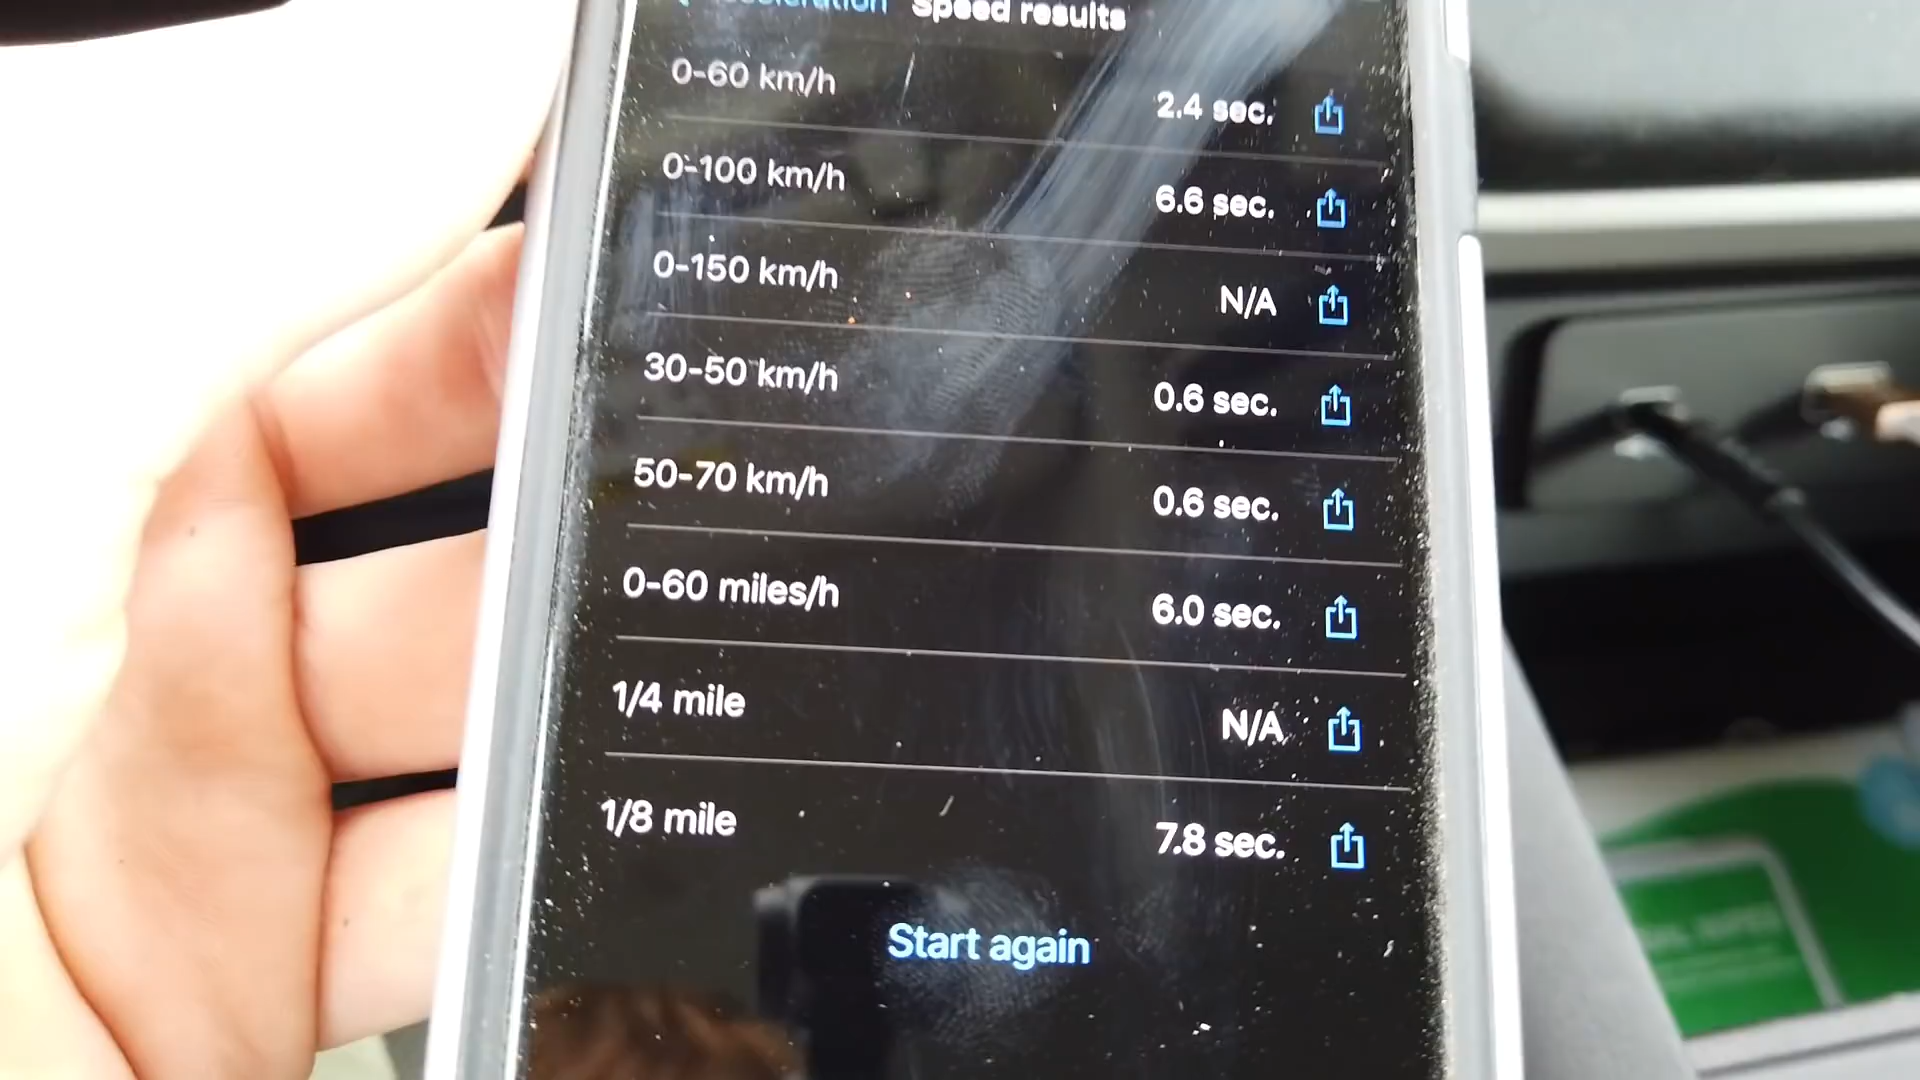 Speed results
0-60 km/h 2.4 sec.
0-100 km/h 6.6 sec.
0-150 km/h N/A
30-50 km/h 0.6 sec.
50-70 km/h 0.6 sec.
0-60 miles/h 6.0 sec.
1/4 mile N/A
1/8 mile 7.8 sec.
Start again